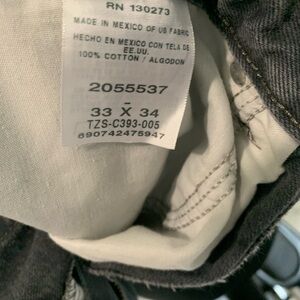 RN 130273
MADE IN MEXICO OF US FABRIC
HECHO EN MEXICO CON TELA DE
EE.UU.
100% COTTON / ALGODON
2055537
-
33 X 34
TZS-C393-005
690742475947